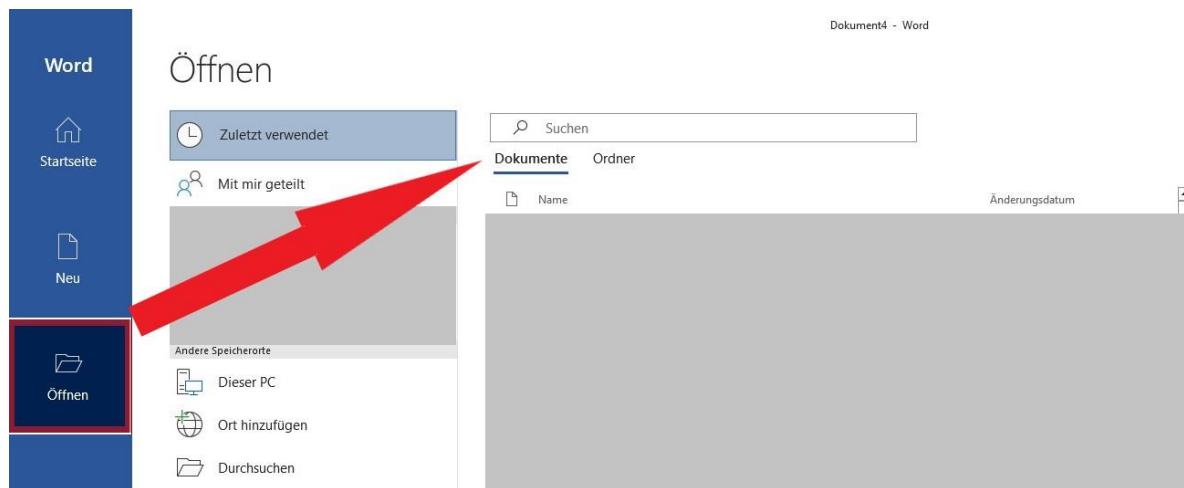 Dokument4 - Word
Word
Startseite
Neu
Öffnen
Öffnen
Zuletzt verwendet
Mit mir geteilt
Andere Speicherorte
Dieser PC
Ort hinzufügen
Durchsuchen
Suchen
Dokumente Ordner
Name Änderungsdatum